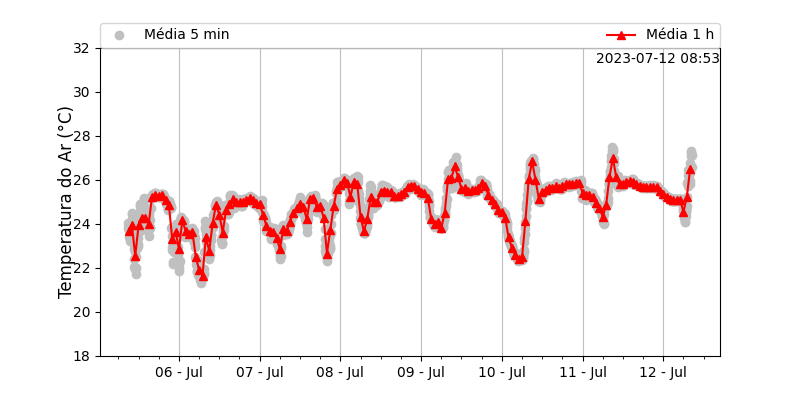 Média 5 min
Média 1 h
2023-07-12 08:53
Temperatura do Ar (°C)
32
30
28
26
24
22
20
18
06 - Jul
07 - Jul
08 - Jul
09 - Jul
10 - Jul
11 - Jul
12 - Jul